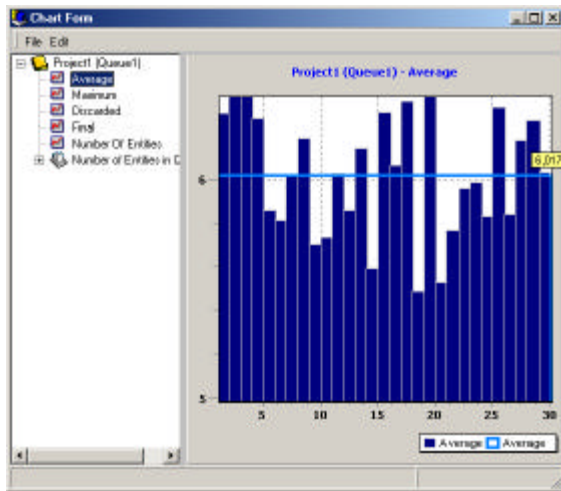 Chart Form
File Edit
Project1 (Queue1)
Average
Maximum
Discarded
Final
Number Of Entities
Number of Entities in
Project1 (Queue1) - Average
6,017
6
5
5 10 15 20 25 30
Average Average